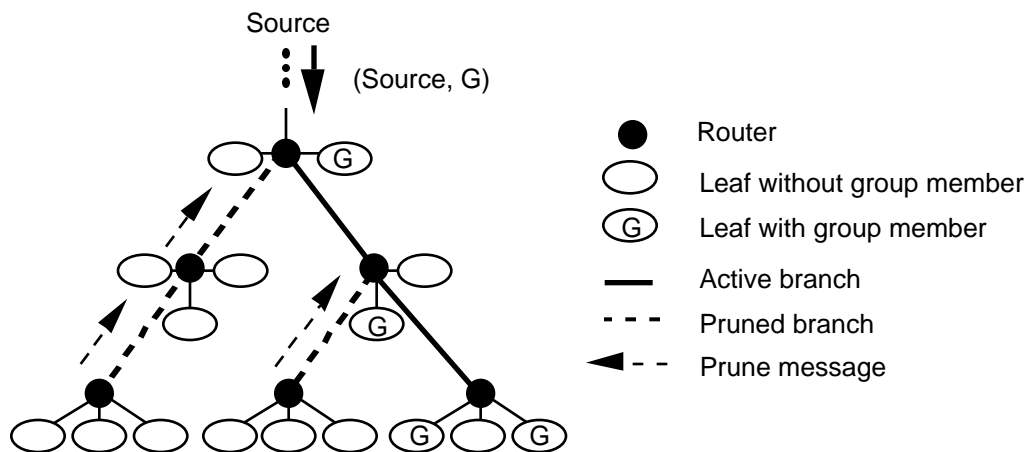 Source
(Source, G)
G
G
G
G
Router
Leaf without group member
G
Leaf with group member
Active branch
Pruned branch
Prune message